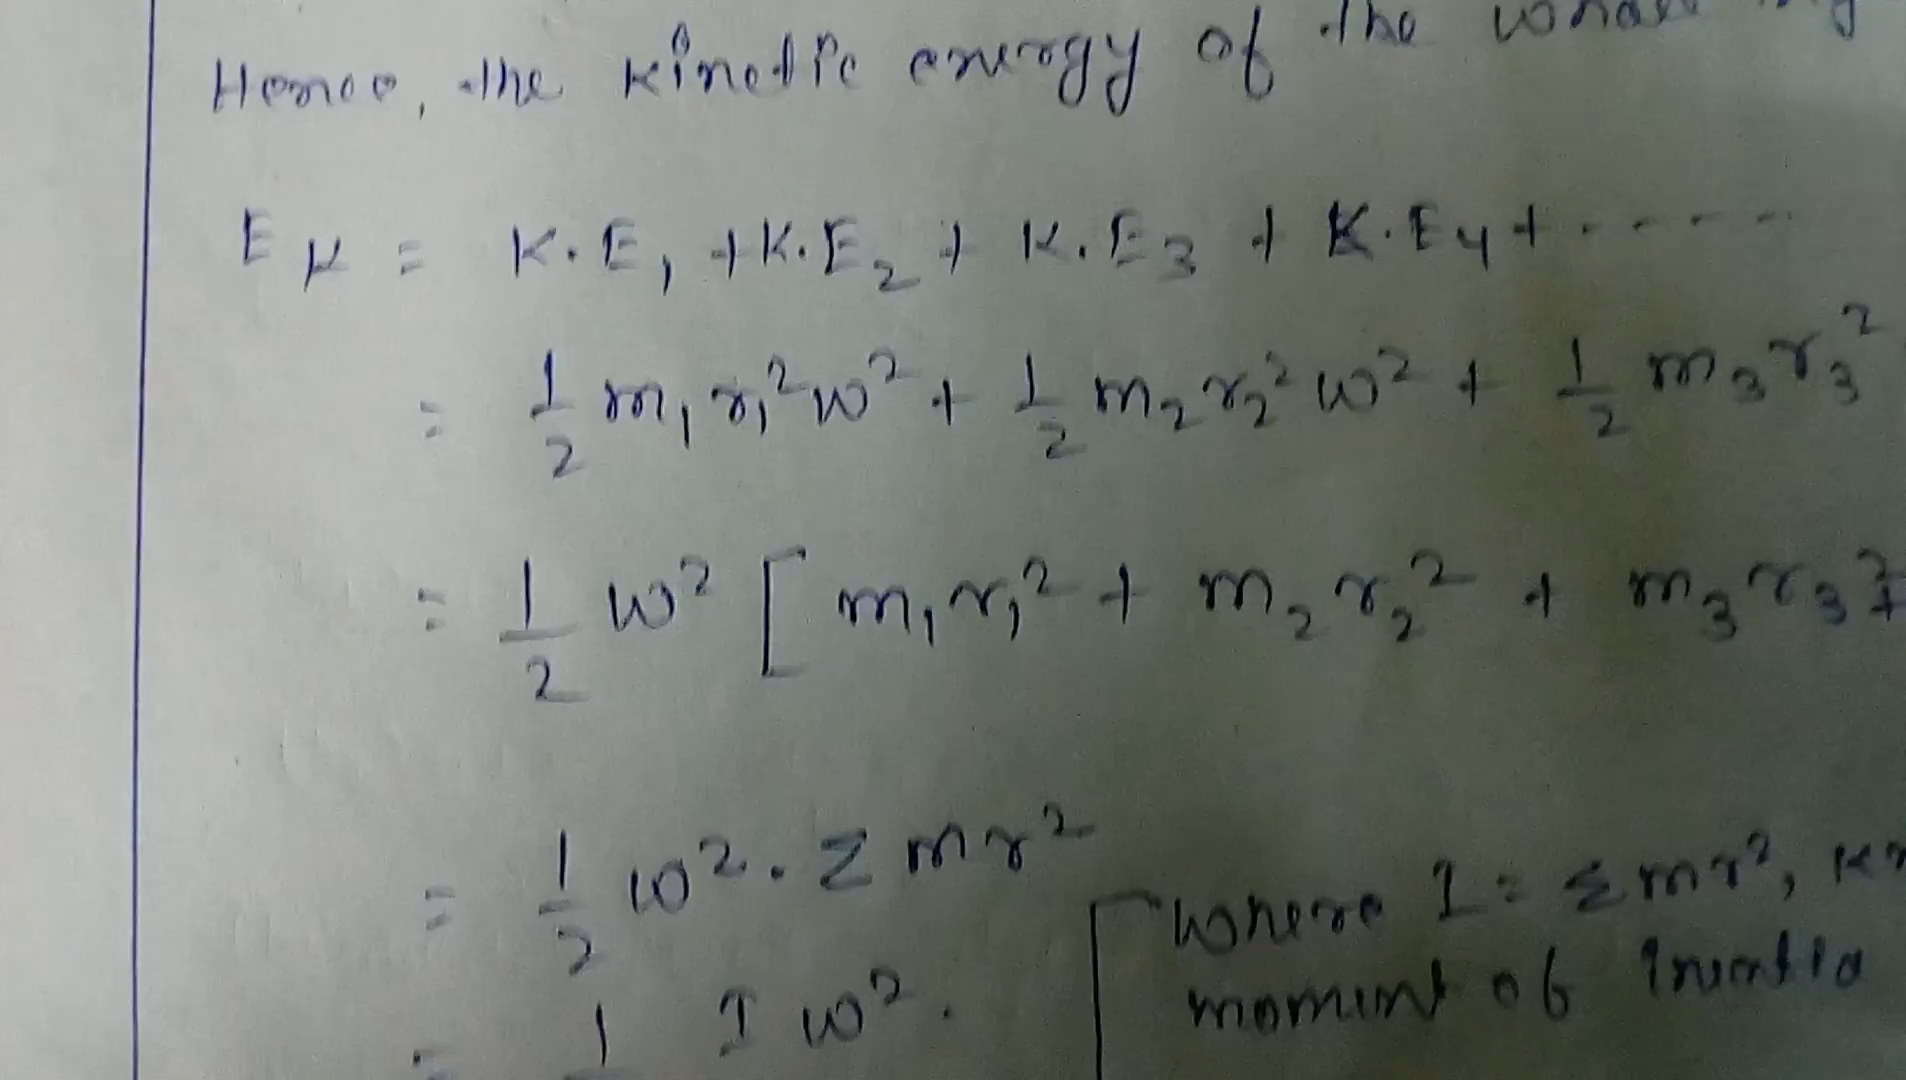 Hence, the kinetic energy of the whole
E_K = K.E_1 + K.E_2 + K.E_3 + K.E_4 + .....
= 1/2 m_1 r_1^2 ω^2 + 1/2 m_2 r_2^2 ω^2 + 1/2 m_3 r_3^2
= 1/2 ω^2 [ m_1 r_1^2 + m_2 r_2^2 + m_3 r_3^2 +
= 1/2 ω^2 . Σ m r^2
[ where I = Σ m r^2,
moment of Inertia
= 1 I ω^2 .